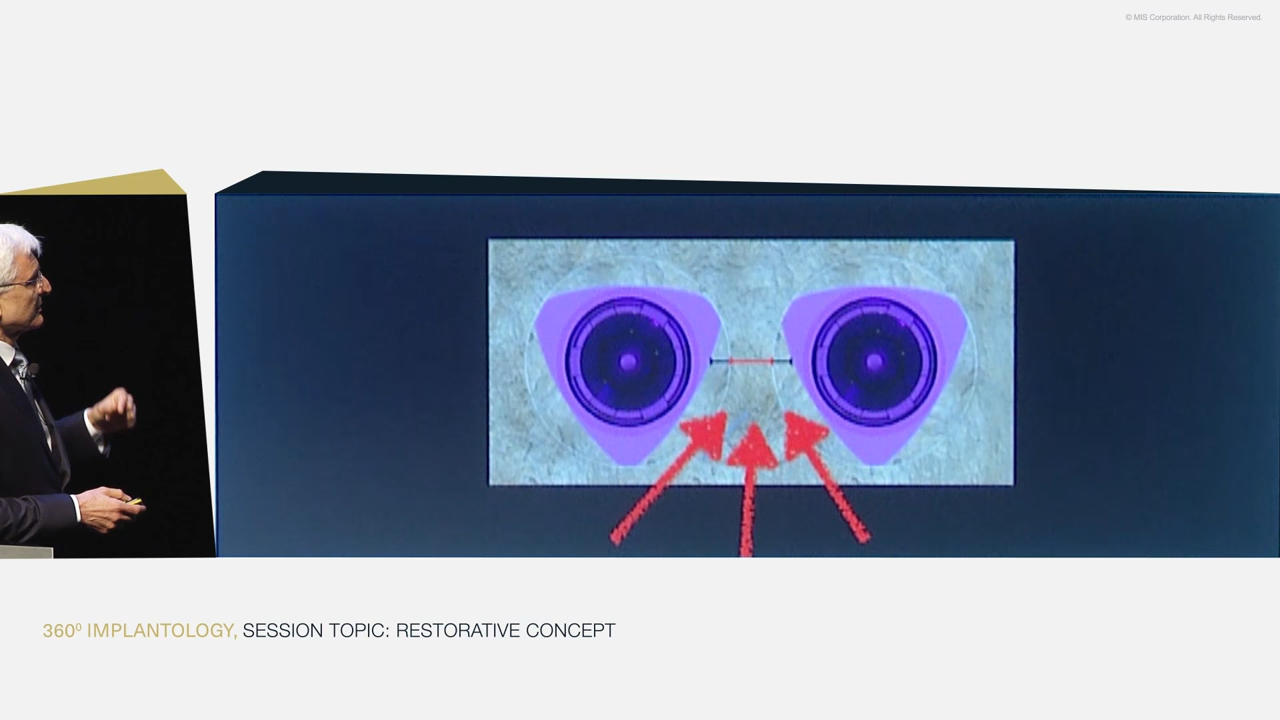 © MIS Corporation. All Rights Reserved.
360⁰ IMPLANTOLOGY, SESSION TOPIC: RESTORATIVE CONCEPT